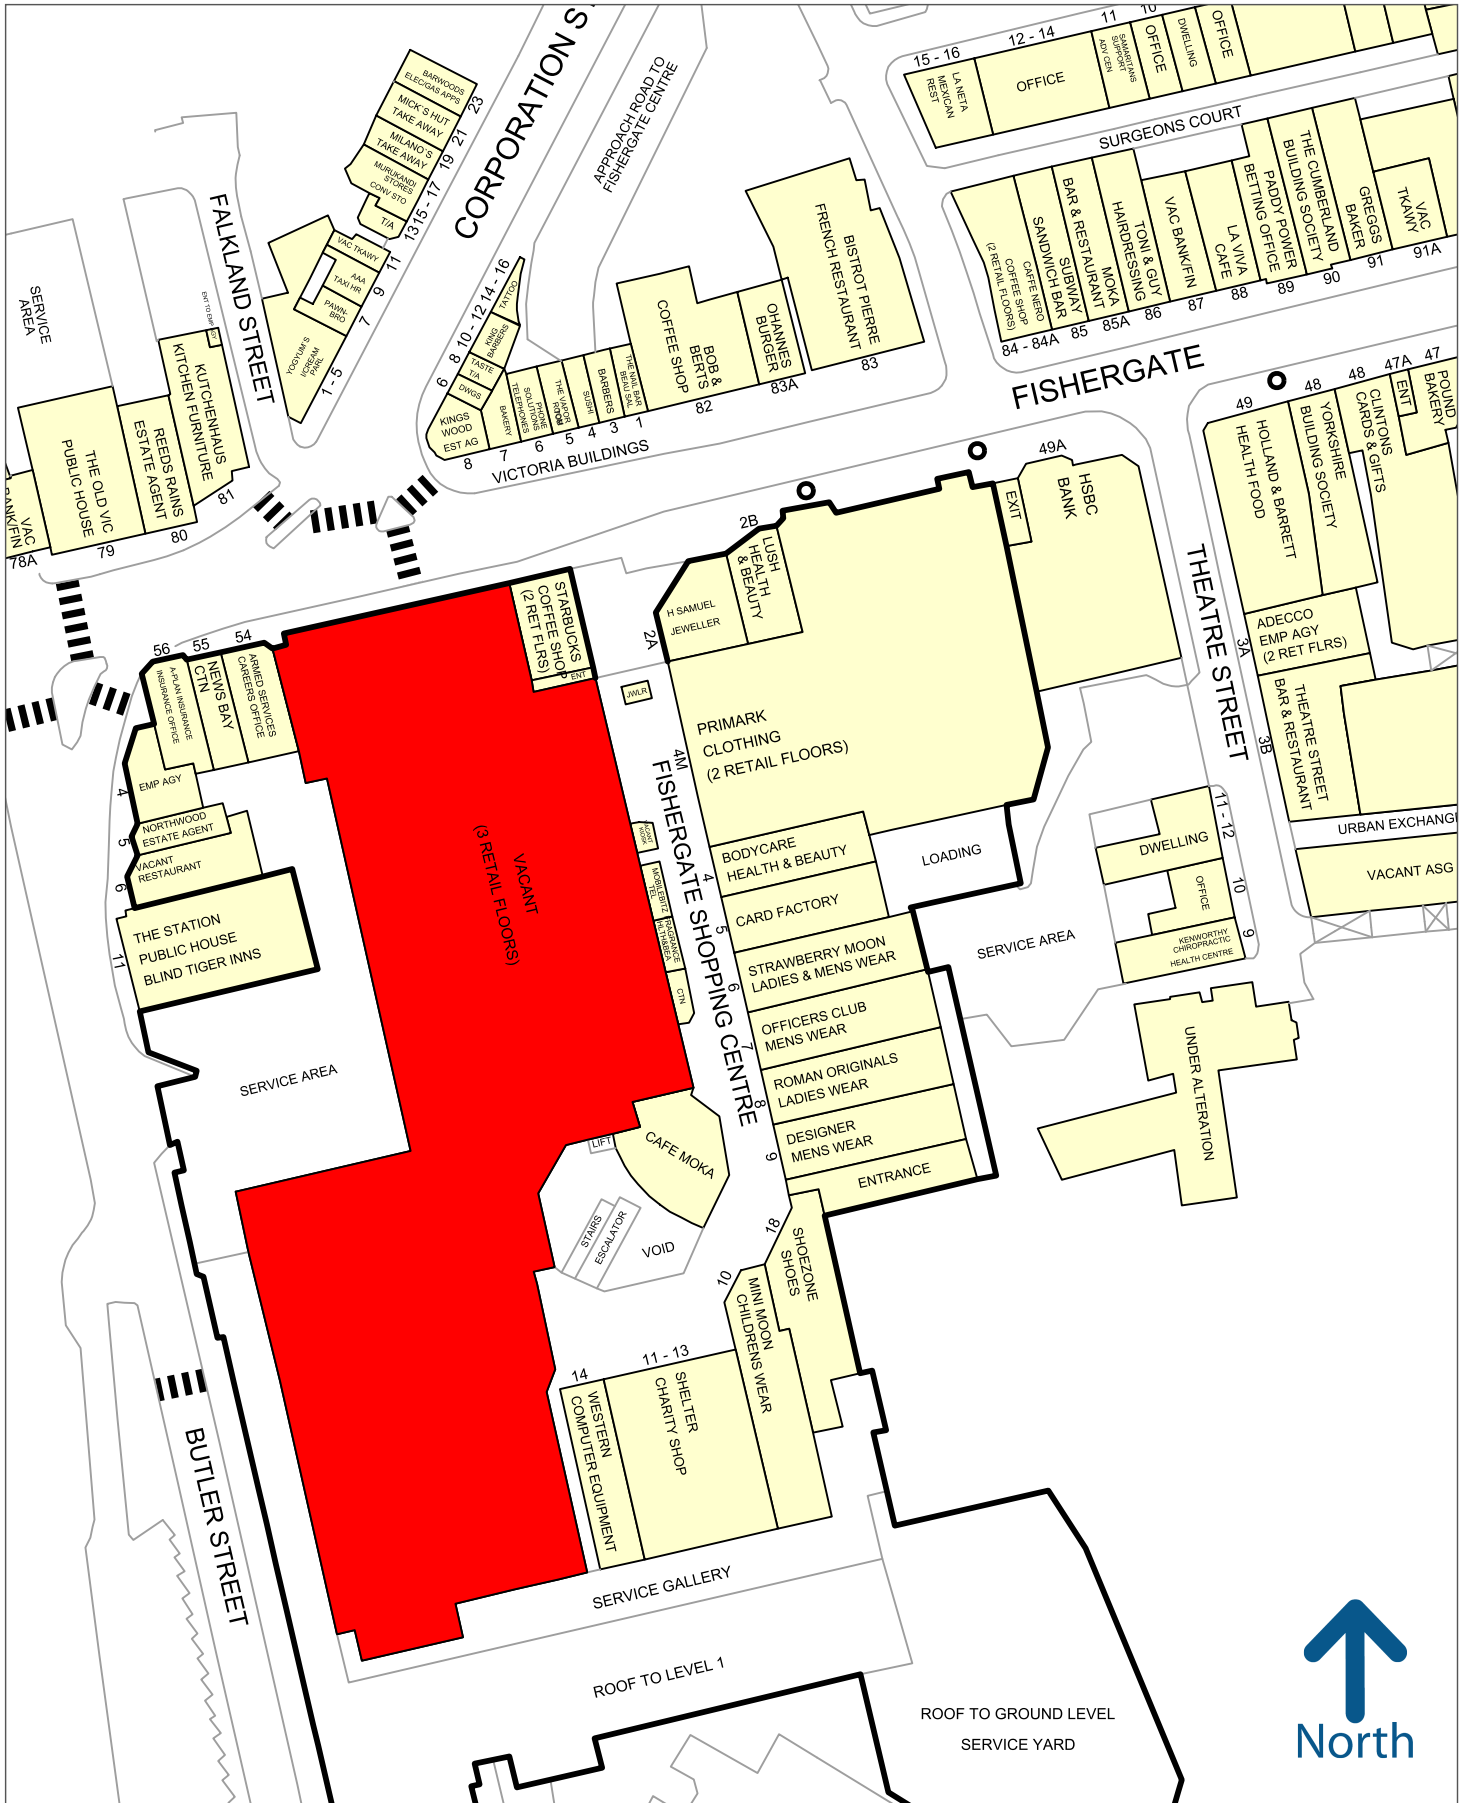 BARWOODS
ELEC/GAS APPS
23
MICK'S HUT
TAKE AWAY
21
MILANO'S
TAKE AWAY
19
MURUKANDI
STORES
CONV STO
15 - 17
T/A
13
VAC TKAWY
11
AAA
TAXI HR
9
PAWN-
BRO
7
YOGYUM'S
I/CREAM
PARL
1 - 5
CORPORATION S
APPROACH ROAD TO
FISHERGATE CENTRE
FALKLAND STREET
SERVICE
AREA
15 - 16
LA NETA
MEXICAN
REST
12 - 14
OFFICE
11
SAMARITANS
SUPPORT
ADV CEN
10
OFFICE
DWELLING
OFFICE
SURGEONS COURT
CAFFE NERO
COFFEE SHOP
(2 RETAIL FLOORS)
84 - 84A
SUBWAY
SANDWICH BAR
85
MOKA
BAR & RESTAURANT
85A
TONI & GUY
HAIRDRESSING
86
VAC BANK/FIN
87
LA VIVA
CAFE
88
PADDY POWER
BETTING OFFICE
89
THE CUMBERLAND
BUILDING SOCIETY
90
GREGGS
BAKER
91
VAC
TKAWY
91A
FISHERGATE
BISTROT PIERRE
FRENCH RESTAURANT
83
OHANNES
BURGER
83A
BOB &
BERTS
COFFEE SHOP
82
THE NAIL BAR
BEAU SAL
1
BARBERS
3
SUSHI
4
THE VAPOR
ROOM
5
PHONE
SOLUTIONS
TELEPHONES
6
BAKERY
7
KINGS
WOOD
EST AG
8
DWGS
6
TASTE
T/A
8
KING
BARBERS
10 - 12
TATTOO
14 - 16
VICTORIA BUILDINGS
ENT TO EMP AGY
KUTCHENHAUS
KITCHEN FURNITURE
81
REEDS RAINS
ESTATE AGENT
80
THE OLD VIC
PUBLIC HOUSE
79
VAC
BANK/FIN
78A
49
HOLLAND & BARRETT
HEALTH FOOD
48
YORKSHIRE
BUILDING SOCIETY
48
CLINTONS
CARDS & GIFTS
47A
ENT
47
POUND
BAKERY
49A
HSBC
BANK
EXIT
THEATRE STREET
3A
ADECCO
EMP AGY
(2 RET FLRS)
3B
THEATRE STREET
BAR & RESTAURANT
URBAN EXCHANG
VACANT ASG
11 - 12
DWELLING
10
OFFICE
9
KENWORTHY
CHIROPRACTIC
HEALTH CENTRE
UNDER ALTERATION
2B
LUSH
HEALTH
& BEAUTY
2A
H SAMUEL
JEWELLER
STARBUCKS
COFFEE SHOP
(2 RET FLRS)
ENT
JWLR
4M
PRIMARK
CLOTHING
(2 RETAIL FLOORS)
FISHERGATE SHOPPING CENTRE
VACANT
KIOSK
MOBILEBITZ
TEL
FRAGRANCE
HLTH&BEA
CTN
4
BODYCARE
HEALTH & BEAUTY
LOADING
5
CARD FACTORY
SERVICE AREA
6
STRAWBERRY MOON
LADIES & MENS WEAR
7
OFFICERS CLUB
MENS WEAR
8
ROMAN ORIGINALS
LADIES WEAR
9
DESIGNER
MENS WEAR
ENTRANCE
18
SHOEZONE
SHOES
10
MINI MOON
CHILDRENS WEAR
11 - 13
SHELTER
CHARITY SHOP
14
WESTERN
COMPUTER EQUIPMENT
CAFE MOKA
LIFT
STAIRS
ESCALATOR
VOID
56
A-PLAN INSURANCE
INSURANCE OFFICE
55
NEWS BAY
CTN
54
ARMED SERVICES
CAREERS OFFICE
4
EMP AGY
5
NORTHWOOD
ESTATE AGENT
6
VACANT
RESTAURANT
11
THE STATION
PUBLIC HOUSE
BLIND TIGER INNS
SERVICE AREA
VACANT
(3 RETAIL FLOORS)
BUTLER STREET
SERVICE GALLERY
ROOF TO LEVEL 1
ROOF TO GROUND LEVEL
SERVICE YARD
North